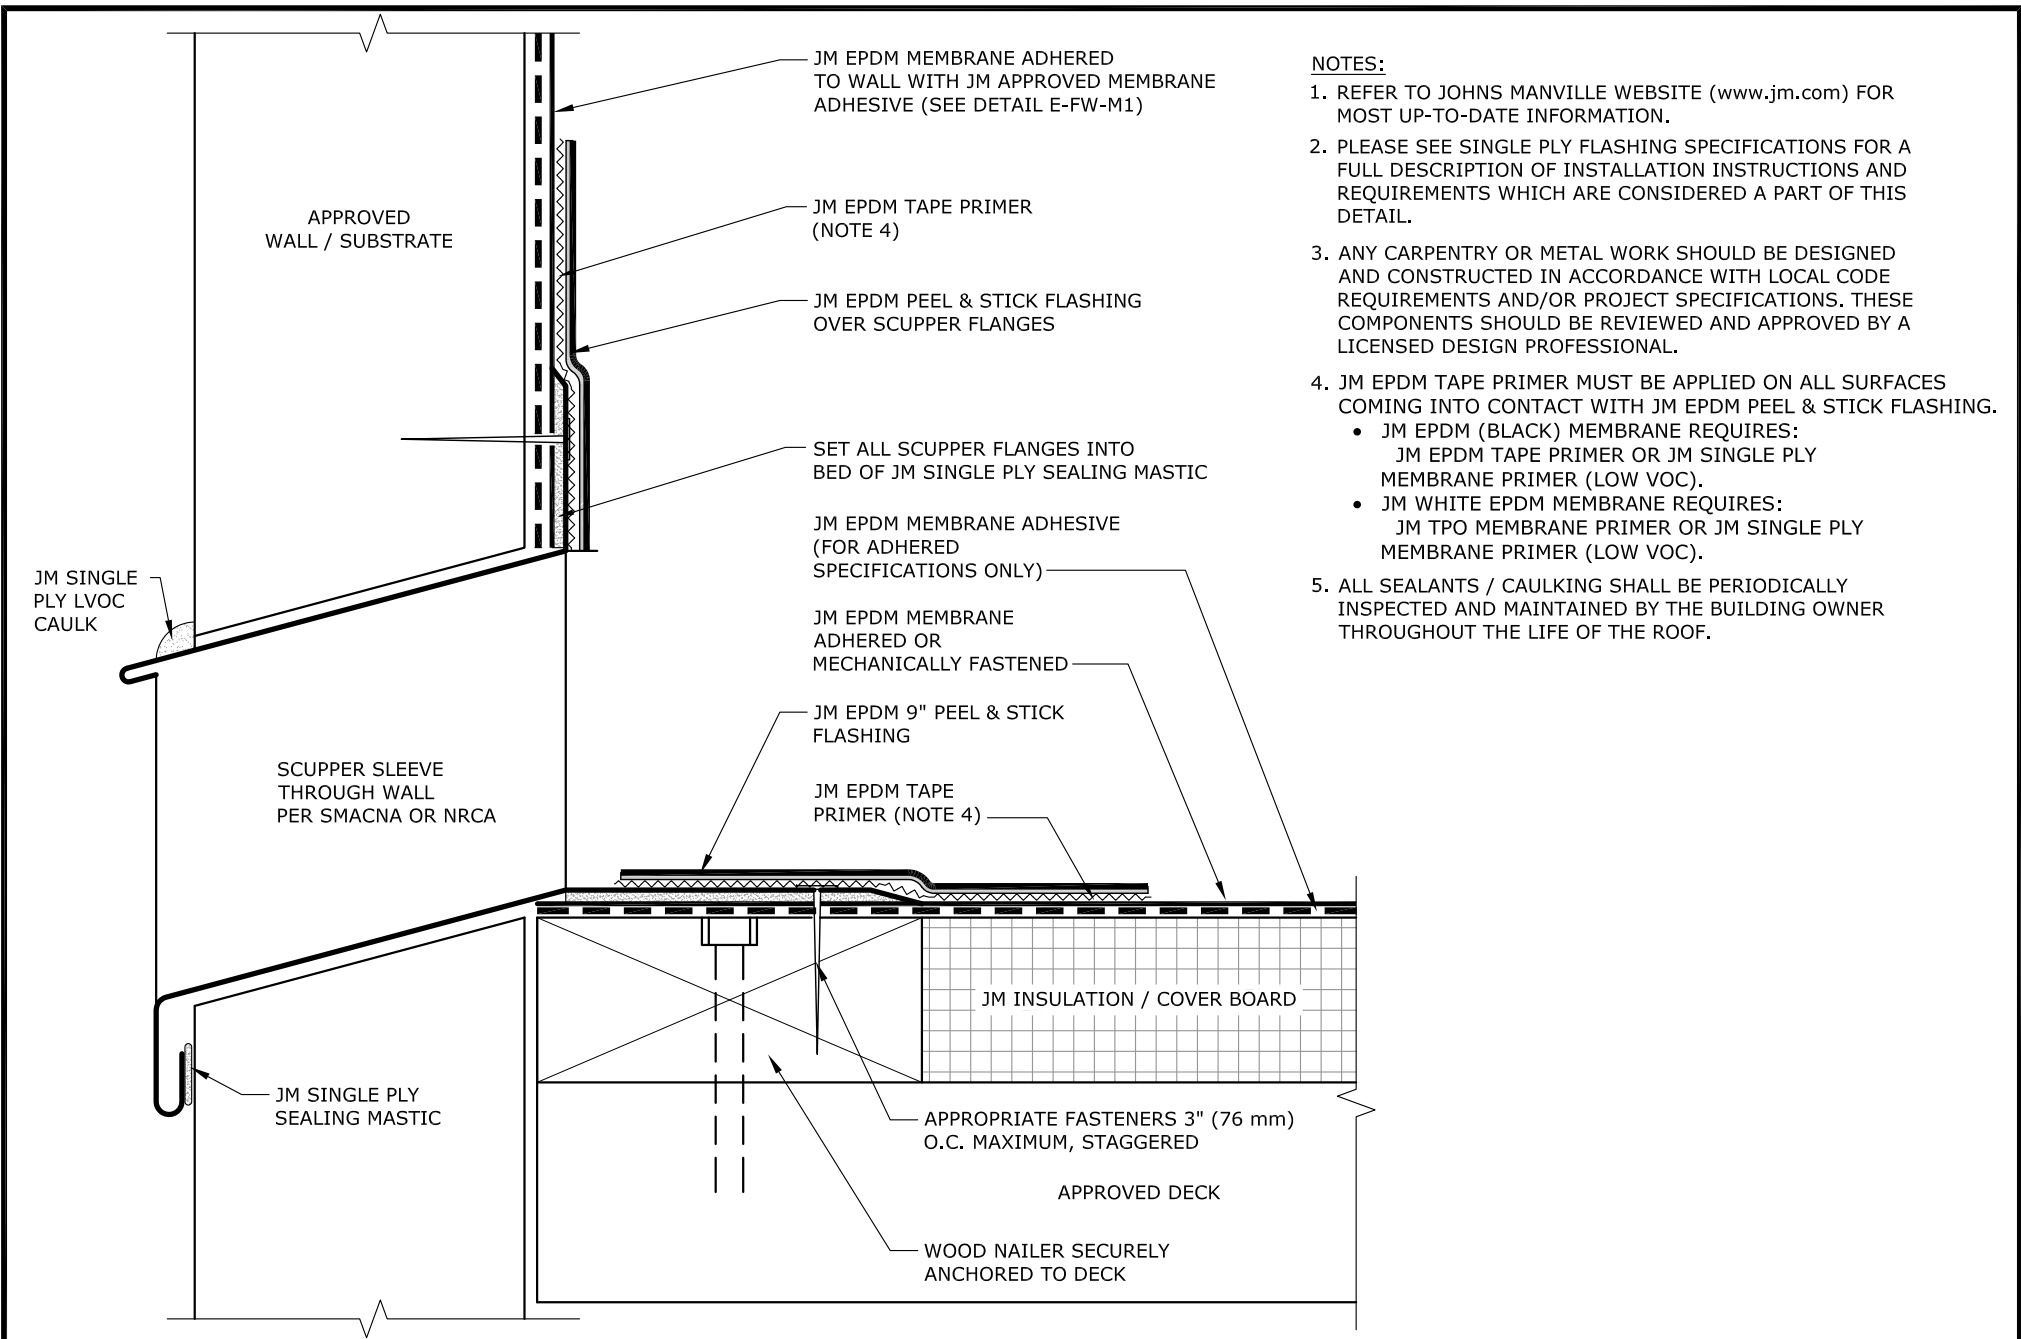 JM EPDM MEMBRANE ADHERED
TO WALL WITH JM APPROVED MEMBRANE
ADHESIVE (SEE DETAIL E-FW-M1)
APPROVED
WALL / SUBSTRATE
JM EPDM TAPE PRIMER
(NOTE 4)
JM EPDM PEEL & STICK FLASHING
OVER SCUPPER FLANGES
SET ALL SCUPPER FLANGES INTO
BED OF JM SINGLE PLY SEALING MASTIC
JM EPDM MEMBRANE ADHESIVE
(FOR ADHERED
SPECIFICATIONS ONLY)
JM SINGLE
PLY LVOC
CAULK
JM EPDM MEMBRANE
ADHERED OR
MECHANICALLY FASTENED
JM EPDM 9" PEEL & STICK
FLASHING
SCUPPER SLEEVE
THROUGH WALL
PER SMACNA OR NRCA
JM EPDM TAPE
PRIMER (NOTE 4)
JM INSULATION / COVER BOARD
JM SINGLE PLY
SEALING MASTIC
APPROPRIATE FASTENERS 3" (76 mm)
O.C. MAXIMUM, STAGGERED
APPROVED DECK
WOOD NAILER SECURELY
ANCHORED TO DECK
NOTES:
1. REFER TO JOHNS MANVILLE WEBSITE (www.jm.com) FOR
MOST UP-TO-DATE INFORMATION.
2. PLEASE SEE SINGLE PLY FLASHING SPECIFICATIONS FOR A
FULL DESCRIPTION OF INSTALLATION INSTRUCTIONS AND
REQUIREMENTS WHICH ARE CONSIDERED A PART OF THIS
DETAIL.
3. ANY CARPENTRY OR METAL WORK SHOULD BE DESIGNED
AND CONSTRUCTED IN ACCORDANCE WITH LOCAL CODE
REQUIREMENTS AND/OR PROJECT SPECIFICATIONS. THESE
COMPONENTS SHOULD BE REVIEWED AND APPROVED BY A
LICENSED DESIGN PROFESSIONAL.
4. JM EPDM TAPE PRIMER MUST BE APPLIED ON ALL SURFACES
COMING INTO CONTACT WITH JM EPDM PEEL & STICK FLASHING.
• JM EPDM (BLACK) MEMBRANE REQUIRES:
JM EPDM TAPE PRIMER OR JM SINGLE PLY
MEMBRANE PRIMER (LOW VOC).
• JM WHITE EPDM MEMBRANE REQUIRES:
JM TPO MEMBRANE PRIMER OR JM SINGLE PLY
MEMBRANE PRIMER (LOW VOC).
5. ALL SEALANTS / CAULKING SHALL BE PERIODICALLY
INSPECTED AND MAINTAINED BY THE BUILDING OWNER
THROUGHOUT THE LIFE OF THE ROOF.